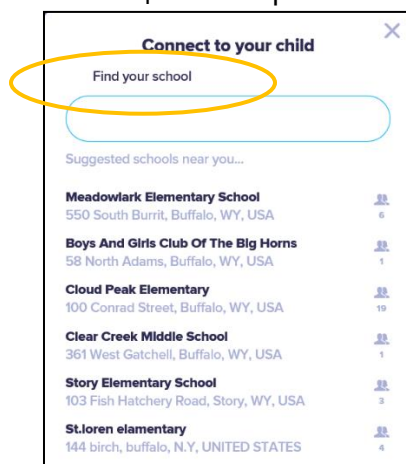 Connect to your child
Find your school
Suggested schools near you...
Meadowlark Elementary School
550 South Burrit, Buffalo, WY, USA
6
Boys And Girls Club Of The Big Horns
58 North Adams, Buffalo, WY, USA
1
Cloud Peak Elementary
100 Conrad Street, Buffalo, WY, USA
19
Clear Creek Middle School
361 West Gatchell, Buffalo, WY, USA
1
Story Elementary School
103 Fish Hatchery Road, Story, WY, USA
3
St.loren elamentary
144 birch, buffalo, N.Y, UNITED STATES
4